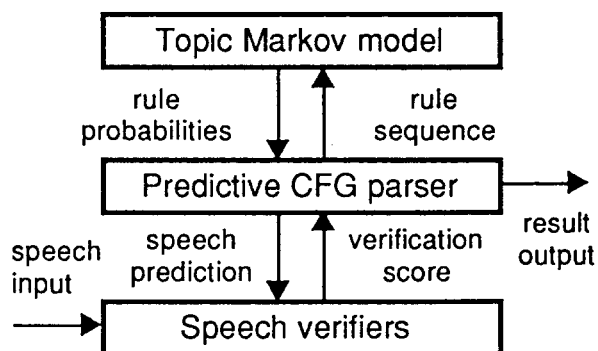 Topic Markov model
rule
probabilities
rule
sequence
Predictive CFG parser
speech
input
speech
prediction
verification
score
result
output
Speech verifiers